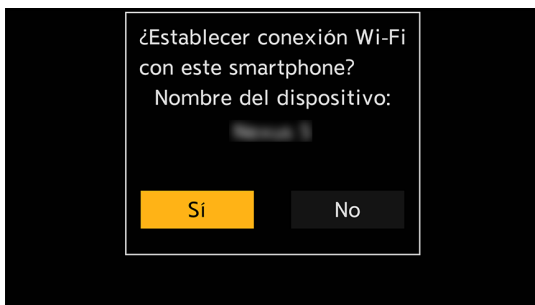 ¿Establecer conexión Wi-Fi
con este smartphone?
Nombre del dispositivo:
Sí
No